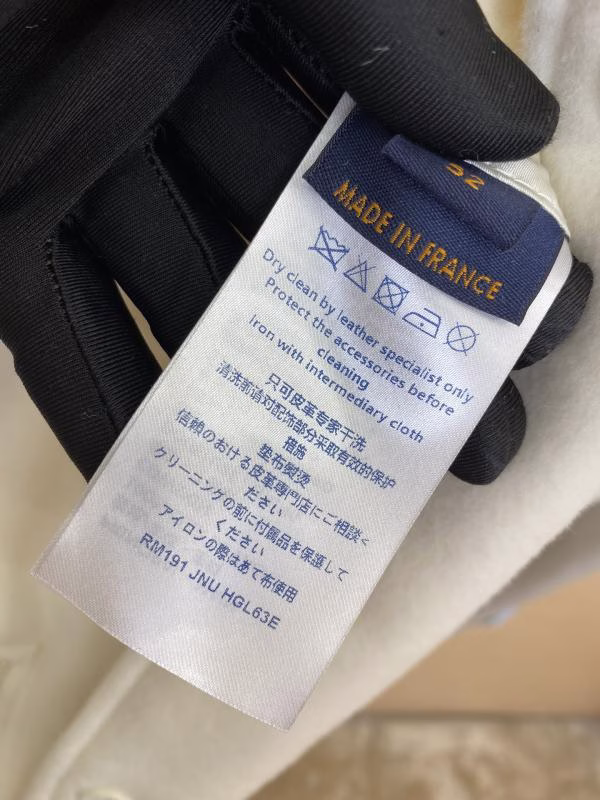 52
MADE IN FRANCE
Dry clean by leather specialist only
Protect the accessories before
cleaning
Iron with intermediary cloth
只可皮革专家干洗
清洗前请对配饰部分采取有效的保护
措施
垫布熨烫
信頼のおける皮革専門店にご相談く
ださい
クリーニングの前に付属品を保護して
ください
アイロンの際はあて布使用
RM191 JNU HGL63E